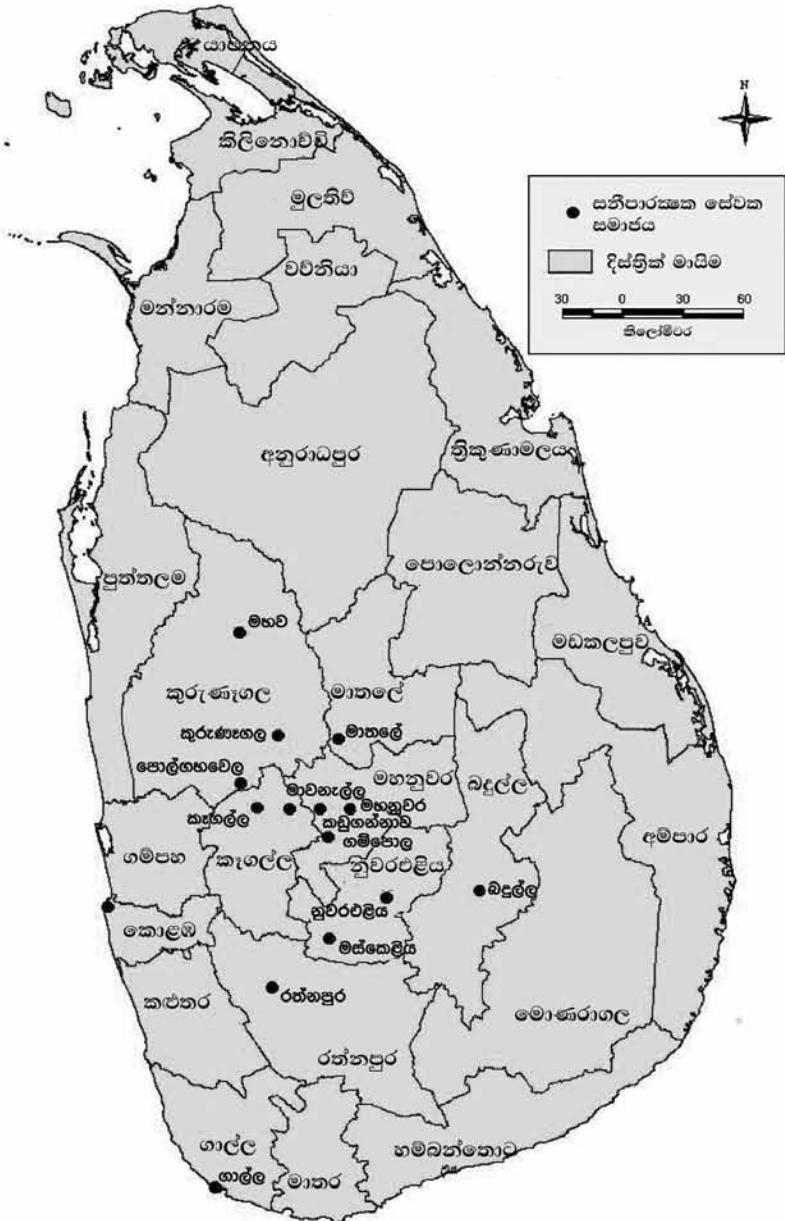 යාපනය
N
කිලිනොච්චි
මුලතිව්
සනීපාරක්‍ෂක සේවක
සමාජය
දිස්ත්‍රික් මායිම
30 0 30 60
කිලෝමීටර
වව්නියා
මන්නාරම
අනුරාධපුර
ත්‍රිකුණාමලය
පුත්තලම
පොලොන්නරුව
මඩකලපුව
මහව
කුරුණෑගල
මාතලේ
කුරුණෑගල
මාතලේ
පොල්ගහවෙල
මහනුවර
බදුල්ල
මාවනැල්ල
කෑගල්ල
මහනුවර
කඩුගන්නාව
ගම්පොල
අම්පාර
ගම්පහ
කෑගල්ල
නුවරඑළිය
බදුල්ල
නුවරඑළිය
කොළඹ
මස්කෙළිය
කළුතර
රත්නපුර
මොණරාගල
රත්නපුර
ගාල්ල
හම්බන්තොට
ගාල්ල
මාතර